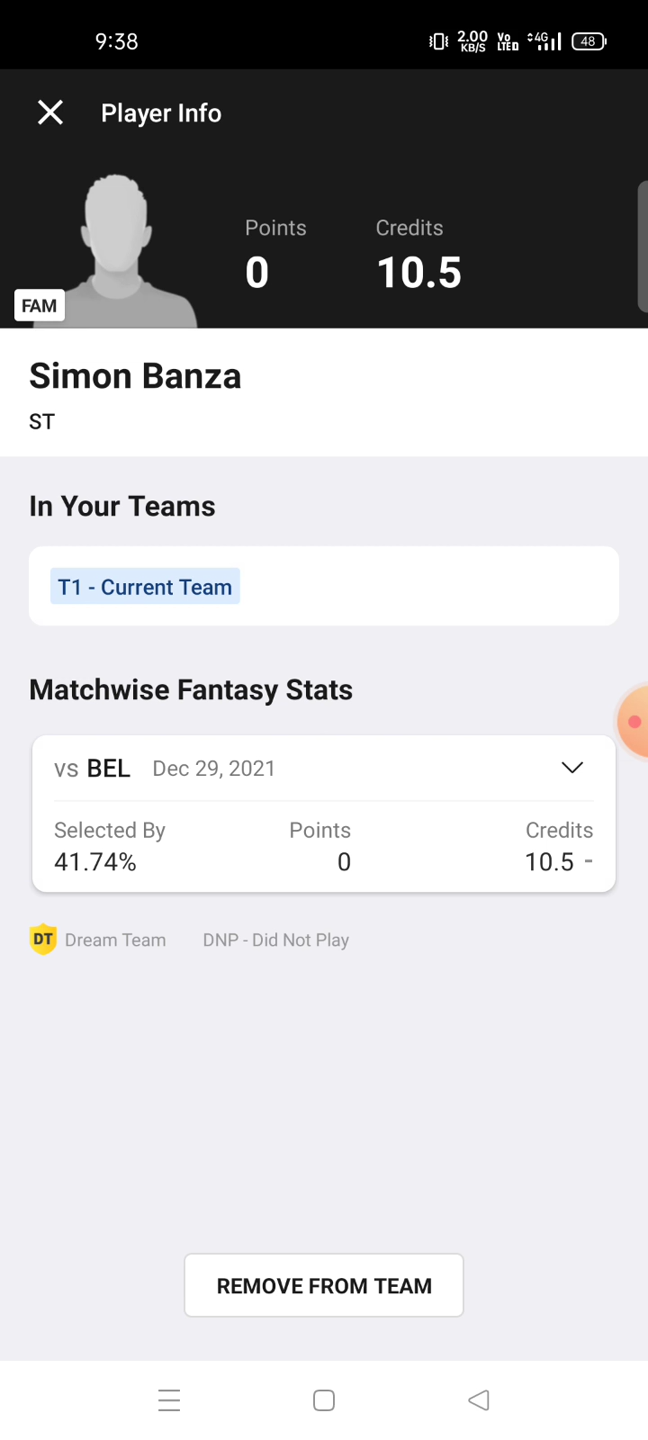 9:38
2.00 KB/S Vo LTE D 4G 48
Player Info
Points Credits
0 10.5
FAM
Simon Banza
ST
In Your Teams
T1 - Current Team
Matchwise Fantasy Stats
vs BEL Dec 29, 2021
Selected By Points Credits
41.74% 0 10.5 -
DT Dream Team DNP - Did Not Play
REMOVE FROM TEAM